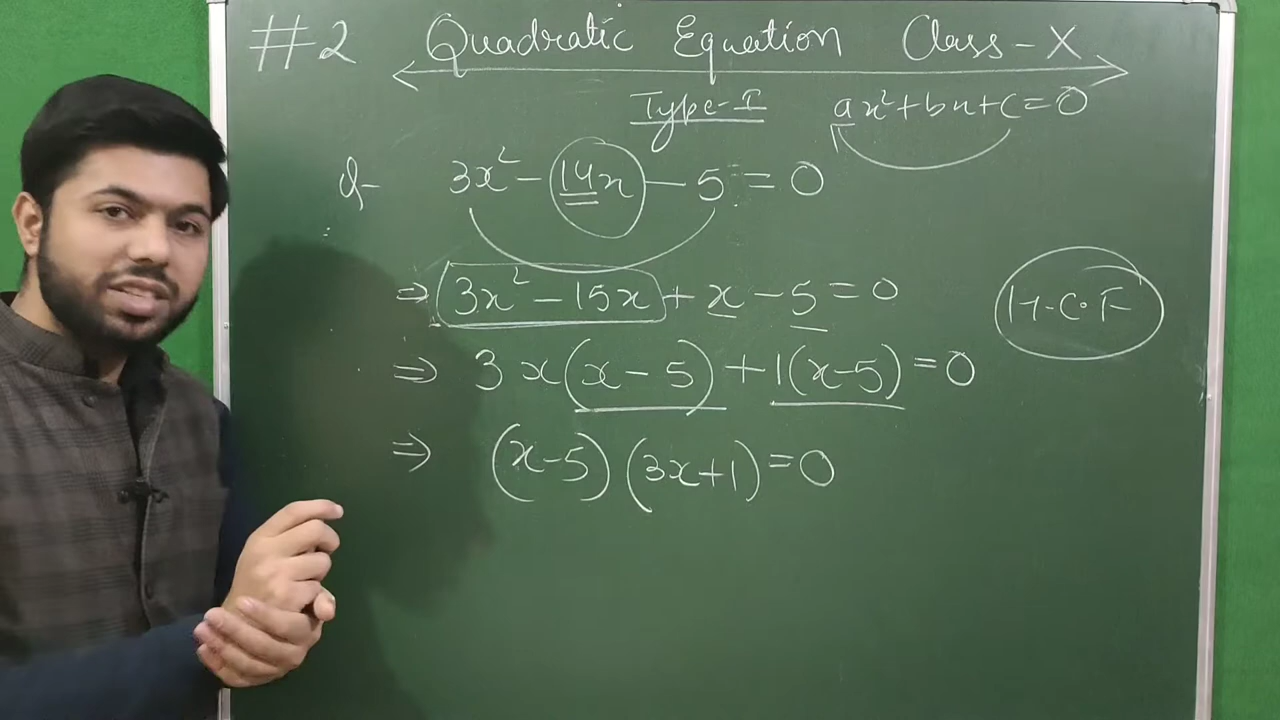 #2 Quadratic Equation Class-X
Type-I ax²+bx+c=0
Q- 3x²-14x-5=0
⇒ 3x²-15x+x-5=0
H.C.F
⇒ 3x(x-5)+1(x-5)=0
⇒ (x-5)(3x+1)=0